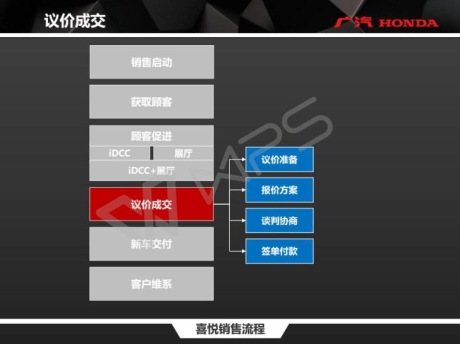 议价成交
广汽 HONDA
销售启动
获取顾客
顾客促进
iDCC
展厅
iDCC+展厅
议价成交
新车交付
客户维系
议价准备
报价方案
谈判协商
签单付款
WPS
喜悦销售流程